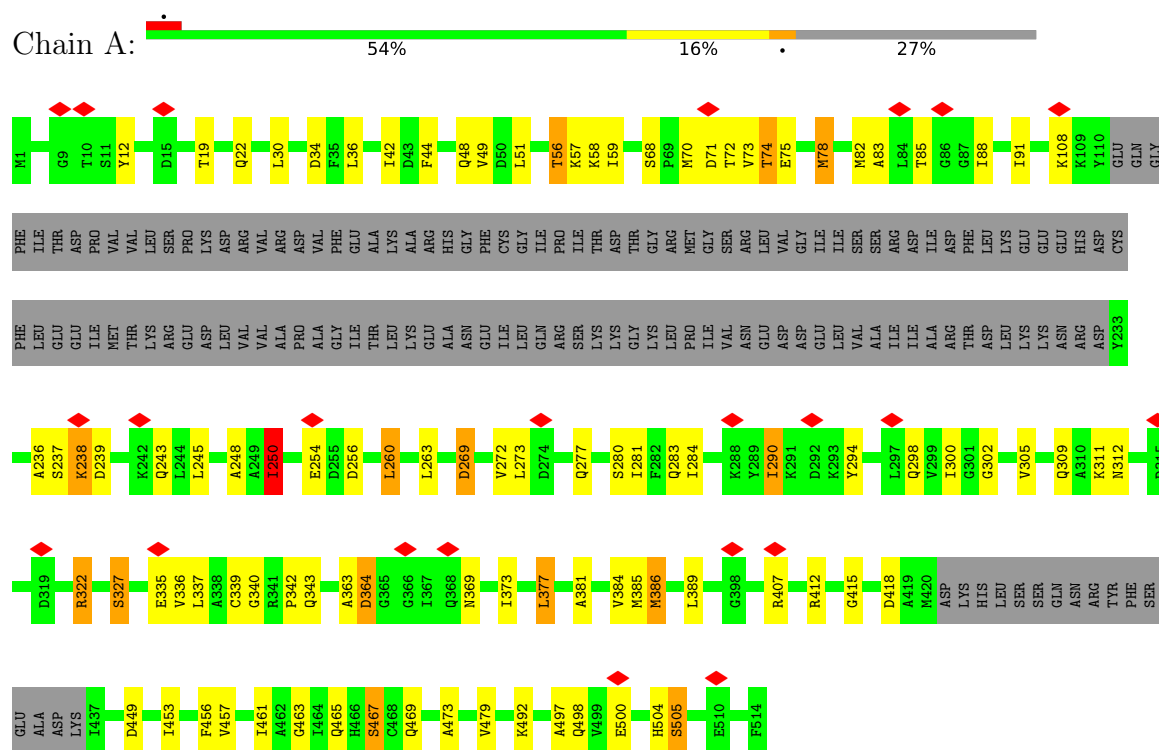 Chain A:
54% 16% • 27%
M1 G9 T10 S11 Y12 D15 T19 Q22 L30 D34 F35 L36 I42 D43 F44 Q48 V49 D50 L51 T56 K57 K58 I59 S68 P69 M70 D71 T72 V73 T74 E75 M78 M82 A83 L84 T85 G86 G87 I88 I91 K108 K109 Y110 GLU GLN GLY
PHE ILE THR ASP PRO VAL VAL LEU SER PRO LYS ASP ARG VAL ARG ASP VAL PHE GLU ALA LYS ALA ARG HIS GLY PHE CYS GLY ILE PRO ILE THR ASP THR GLY ARG MET GLY SER ARG LEU VAL GLY ILE ILE SER SER ARG ASP ILE ASP PHE LEU LYS GLU GLU GLU HIS ASP CYS
PHE LEU GLU GLU ILE MET THR LYS ARG GLU ASP LEU VAL VAL ALA PRO ALA GLY ILE THR LEU LYS GLU ALA ASN GLU ILE LEU GLN ARG SER LYS LYS GLY LYS LEU PRO ILE VAL ASN GLU ASP ASP GLU LEU VAL ALA ILE ILE ALA ARG THR ASP LEU LYS LYS ASN ARG ASP Y233
A236 S237 K238 D239 K242 Q243 L244 L245 A248 A249 I250 E254 D255 D256 L260 L263 D269 V272 L273 D274 Q277 S280 I281 F282 Q283 I284 K288 Y289 I290 K291 D292 K293 Y294 L297 Q298 V299 I300 G301 G302 V305 Q309 A310 K311 N312
D319 R322 S327 E335 V336 L337 A338 C339 G340 R341 P342 Q343 A363 D364 G365 G366 I367 Q368 N369 I373 L377 A381 V384 M385 M386 L389 G398 R407 R412 G415 D418 A419 M420 ASP LYS HIS LEU SER SER GLN ASN ARG TYR PHE SER
GLU ALA ASP LYS I437 D449 I453 F456 V457 I461 A462 G463 I464 Q465 H466 S467 C468 Q469 A473 V479 K492 A497 Q498 V499 E500 H504 S505 E510 F514